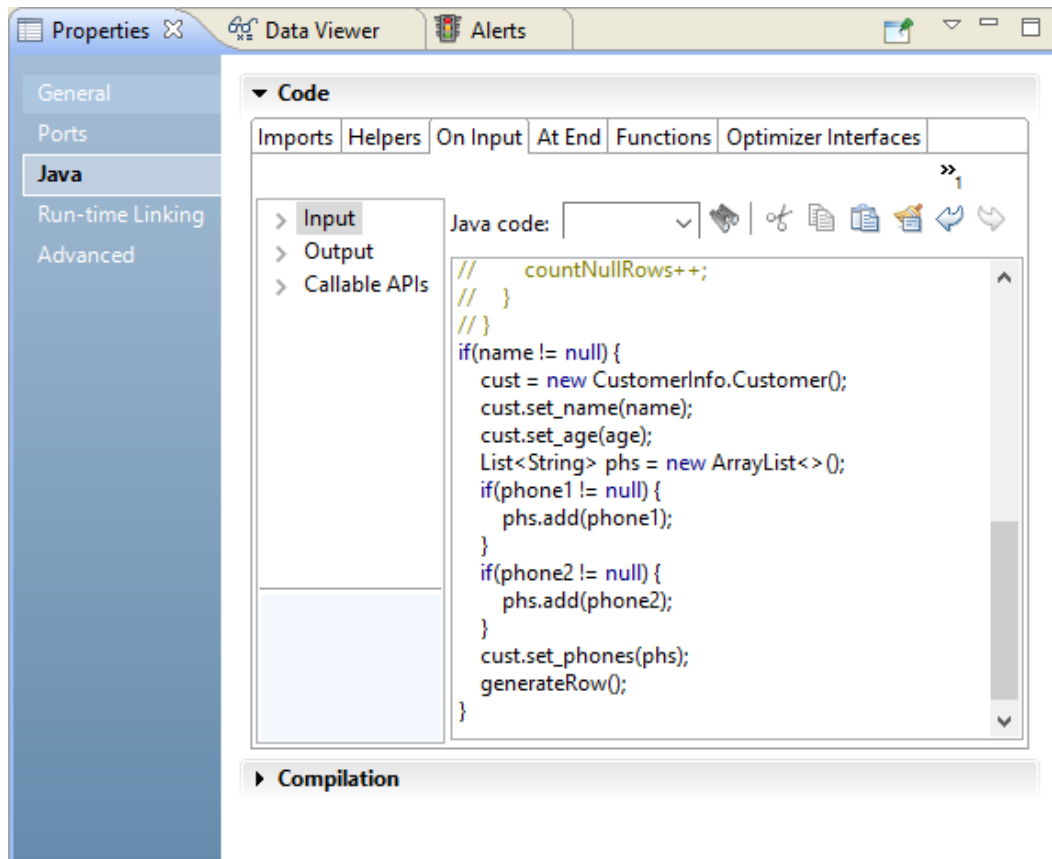 Properties Data Viewer Alerts
General
Ports
Java
Run-time Linking
Advanced
Code
Imports Helpers On Input At End Functions Optimizer Interfaces
»1
Input
Output
Callable APIs
Java code:
//        countNullRows++;
//    }
// }
if(name != null) {
    cust = new CustomerInfo.Customer();
    cust.set_name(name);
    cust.set_age(age);
    List<String> phs = new ArrayList<>();
    if(phone1 != null) {
        phs.add(phone1);
    }
    if(phone2 != null) {
        phs.add(phone2);
    }
    cust.set_phones(phs);
    generateRow();
}
Compilation